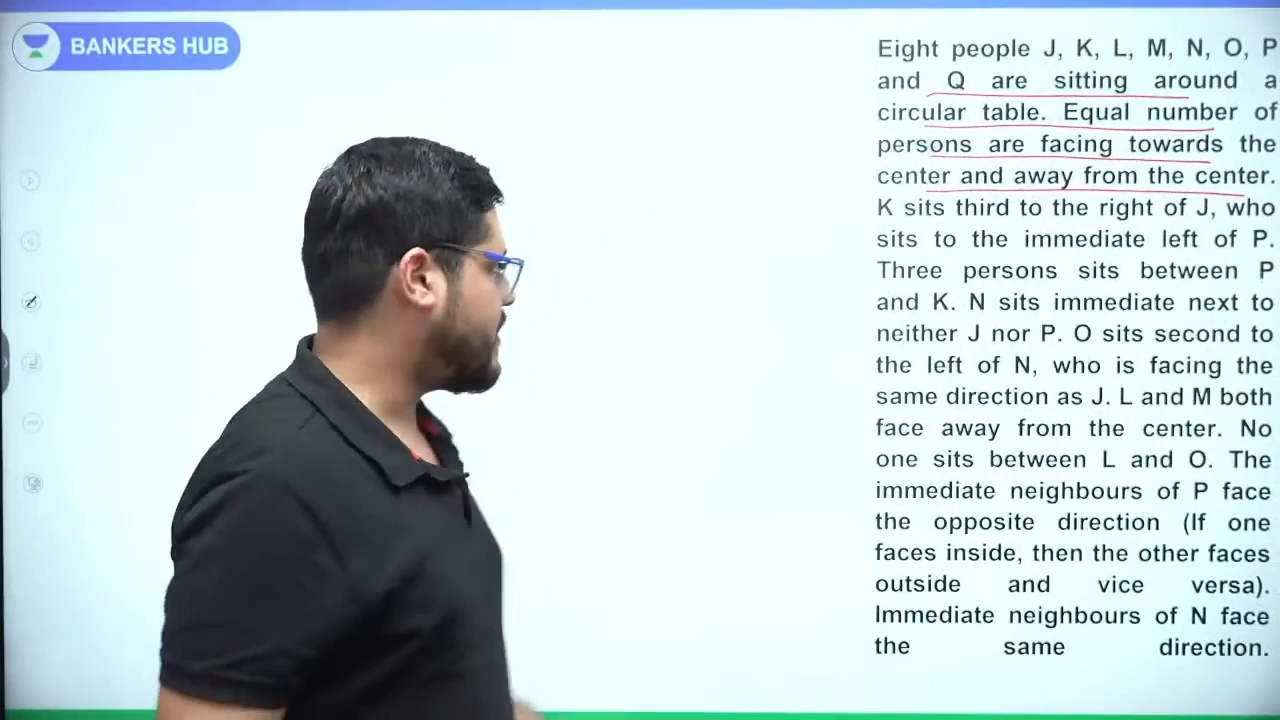 BANKERS HUB
Eight people J, K, L, M, N, O, P
and Q are sitting around a
circular table. Equal number of
persons are facing towards the
center and away from the center.
K sits third to the right of J, who
sits to the immediate left of P.
Three persons sits between P
and K. N sits immediate next to
neither J nor P. O sits second to
the left of N, who is facing the
same direction as J. L and M both
face away from the center. No
one sits between L and O. The
immediate neighbours of P face
the opposite direction (If one
faces inside, then the other faces
outside and vice versa).
Immediate neighbours of N face
the same direction.